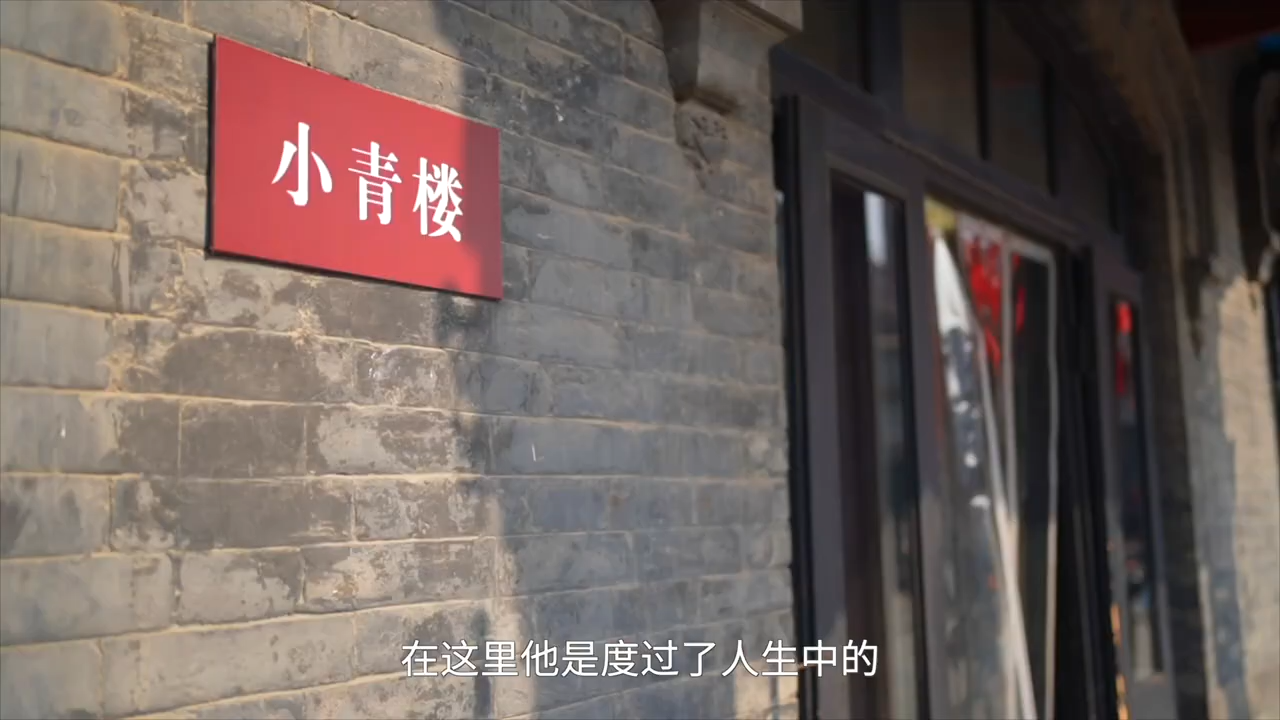 小青楼
在这里他是度过了人生中的